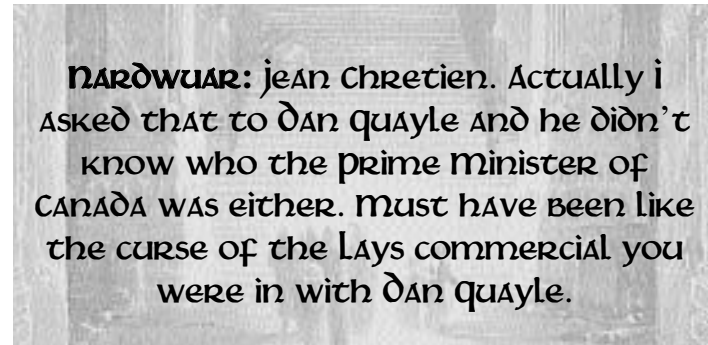 Nardwuar: Jean Chretien. Actually I
asked that to Dan Quayle and he didn't
know who the Prime Minister of
Canada was either. Must have been like
the curse of the Lays commercial you
were in with Dan Quayle.